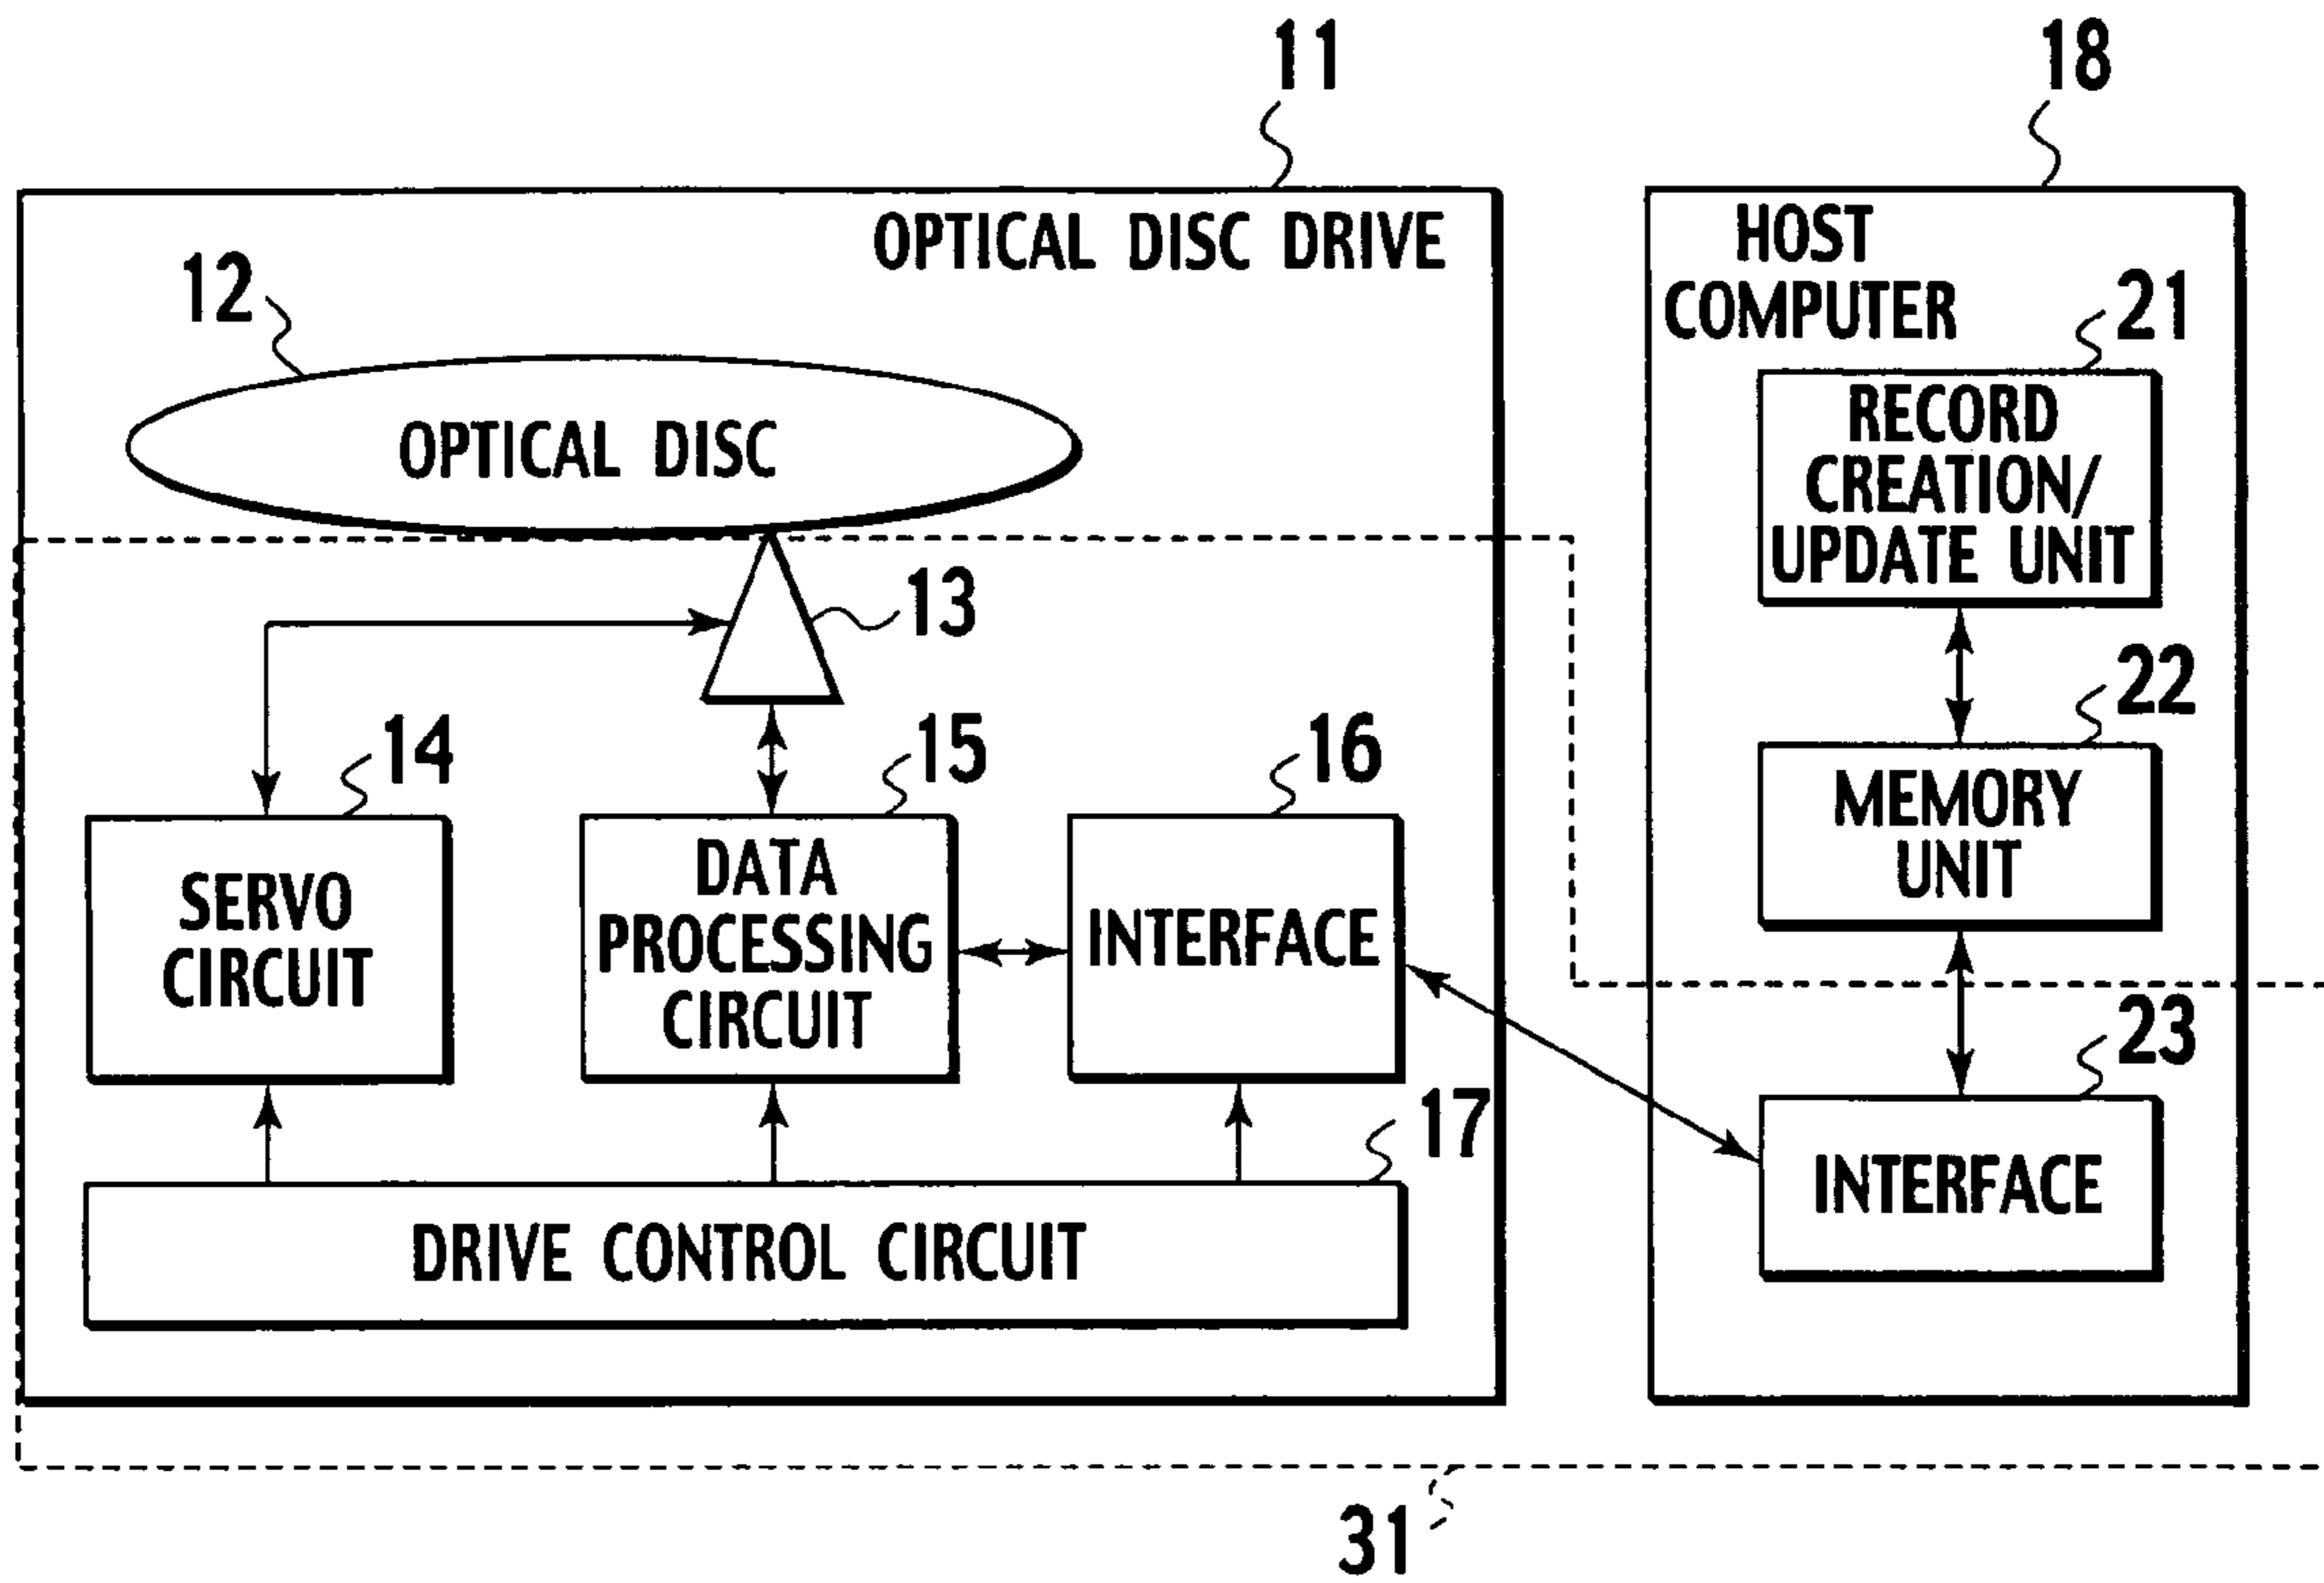 11
18
OPTICAL DISC DRIVE
HOST
COMPUTER
12
21
OPTICAL DISC
RECORD
CREATION/
UPDATE UNIT
13
22
14
15
16
MEMORY
UNIT
SERVO
CIRCUIT
DATA
PROCESSING
CIRCUIT
INTERFACE
23
17
INTERFACE
DRIVE CONTROL CIRCUIT
31